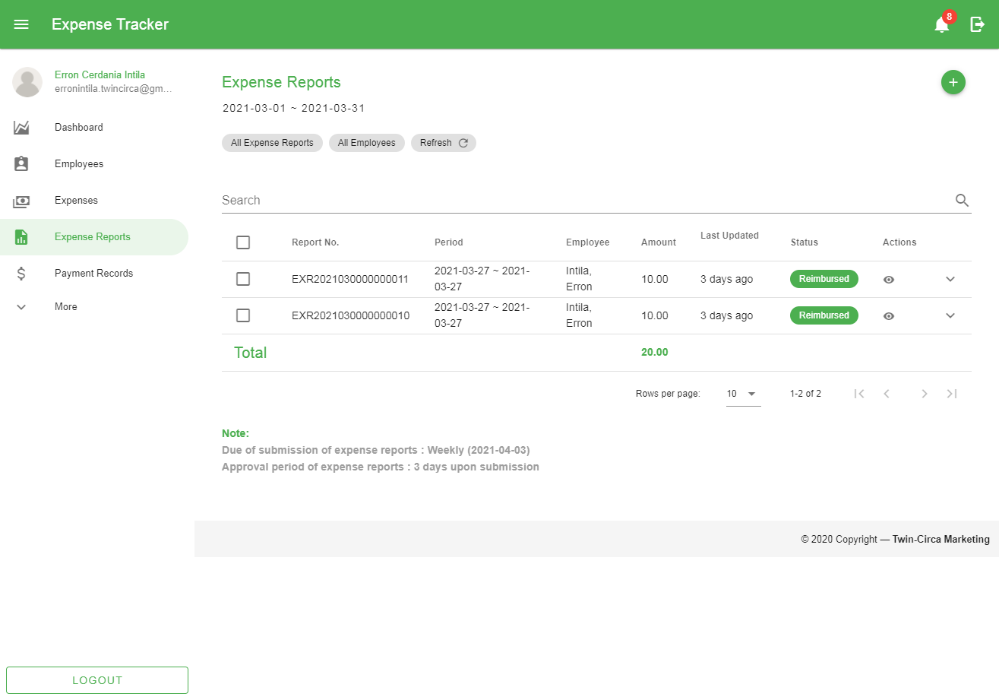 Expense Tracker
8
Erron Cerdania Intila
erronintila.twincirca@gm...
Dashboard
Employees
Expenses
Expense Reports
Payment Records
More
LOGOUT
Expense Reports
2021-03-01 ~ 2021-03-31
All Expense Reports All Employees Refresh
Search
Report No. Period Employee Amount Last Updated Status Actions
EXR2021030000000011 2021-03-27 ~ 2021-03-27 Intila, Erron 10.00 3 days ago Reimbursed
EXR2021030000000010 2021-03-27 ~ 2021-03-27 Intila, Erron 10.00 3 days ago Reimbursed
Total 20.00
Rows per page: 10 1-2 of 2
Note:
Due of submission of expense reports : Weekly (2021-04-03)
Approval period of expense reports : 3 days upon submission
© 2020 Copyright — Twin-Circa Marketing